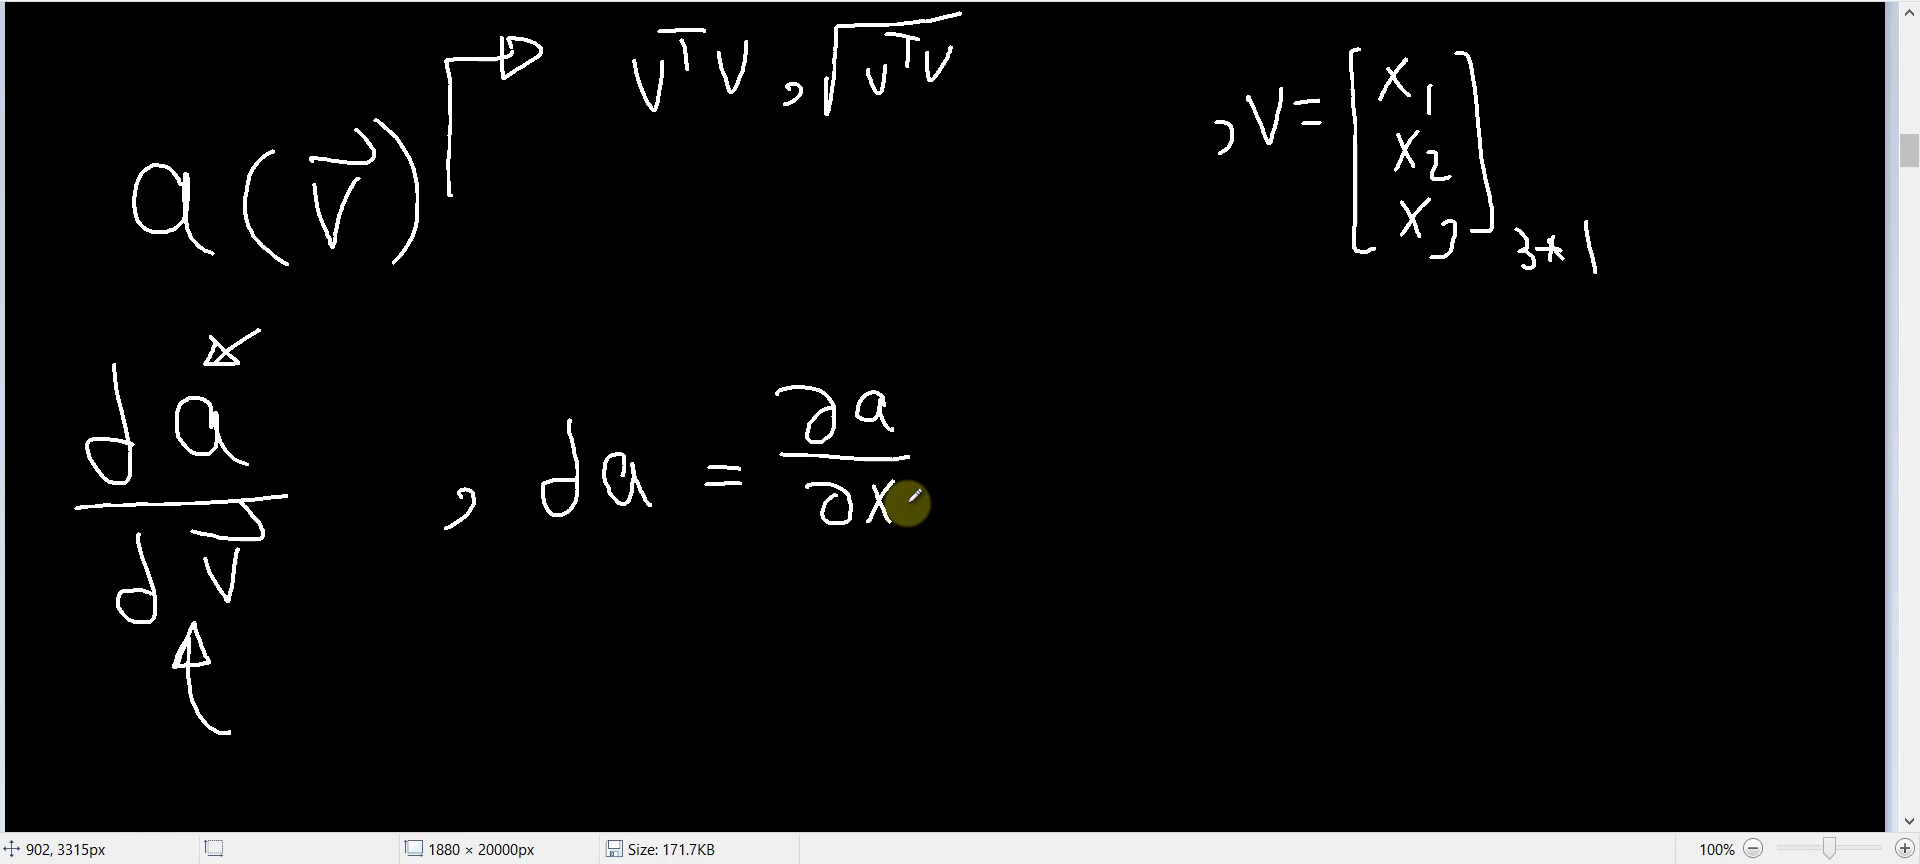 a(v⃗) → vᵀv , √(vᵀv)
, v = [x₁ x₂ x₃] 3*1
da / dv⃗ , da = ∂a / ∂x
902, 3315px 1880 × 20000px Size: 171.7KB 100%